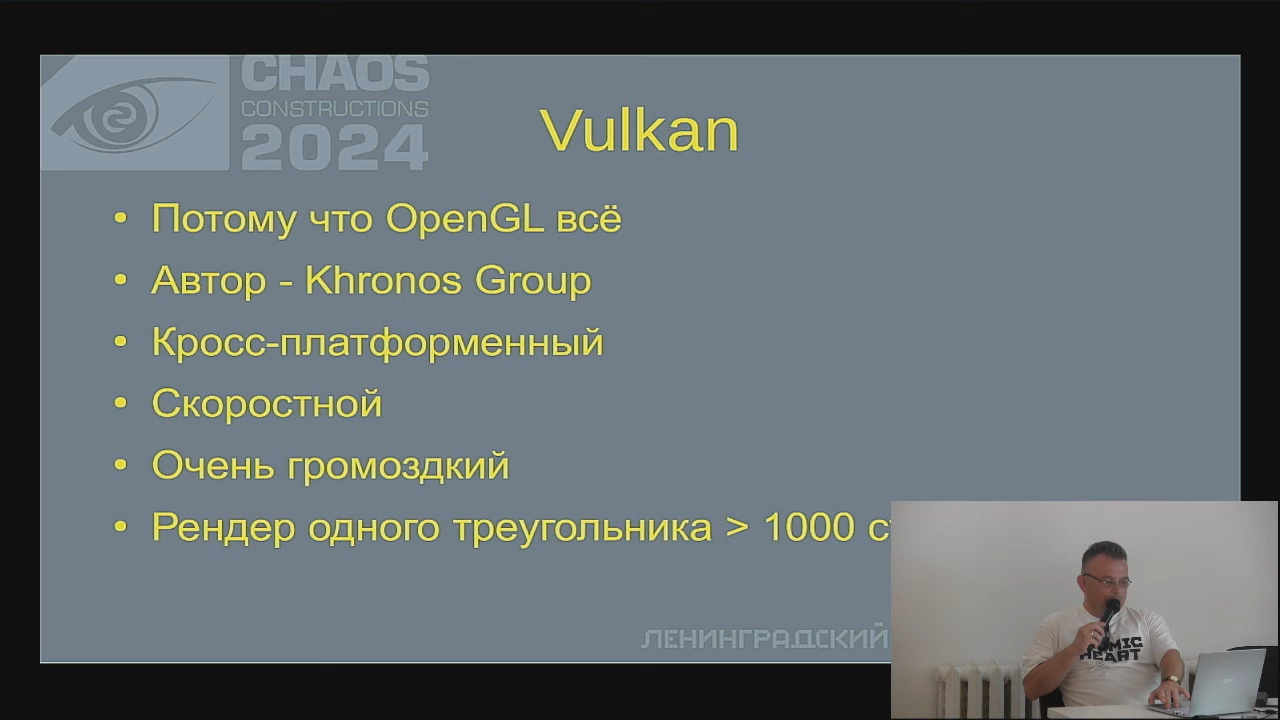 CHAOS
CONSTRUCTIONS
2024
Vulkan
Потому что OpenGL всё
Автор - Khronos Group
Кросс-платформенный
Скоростной
Очень громоздкий
Рендер одного треугольника > 1000
ЛЕНИНГРАДСКИЙ
HEART